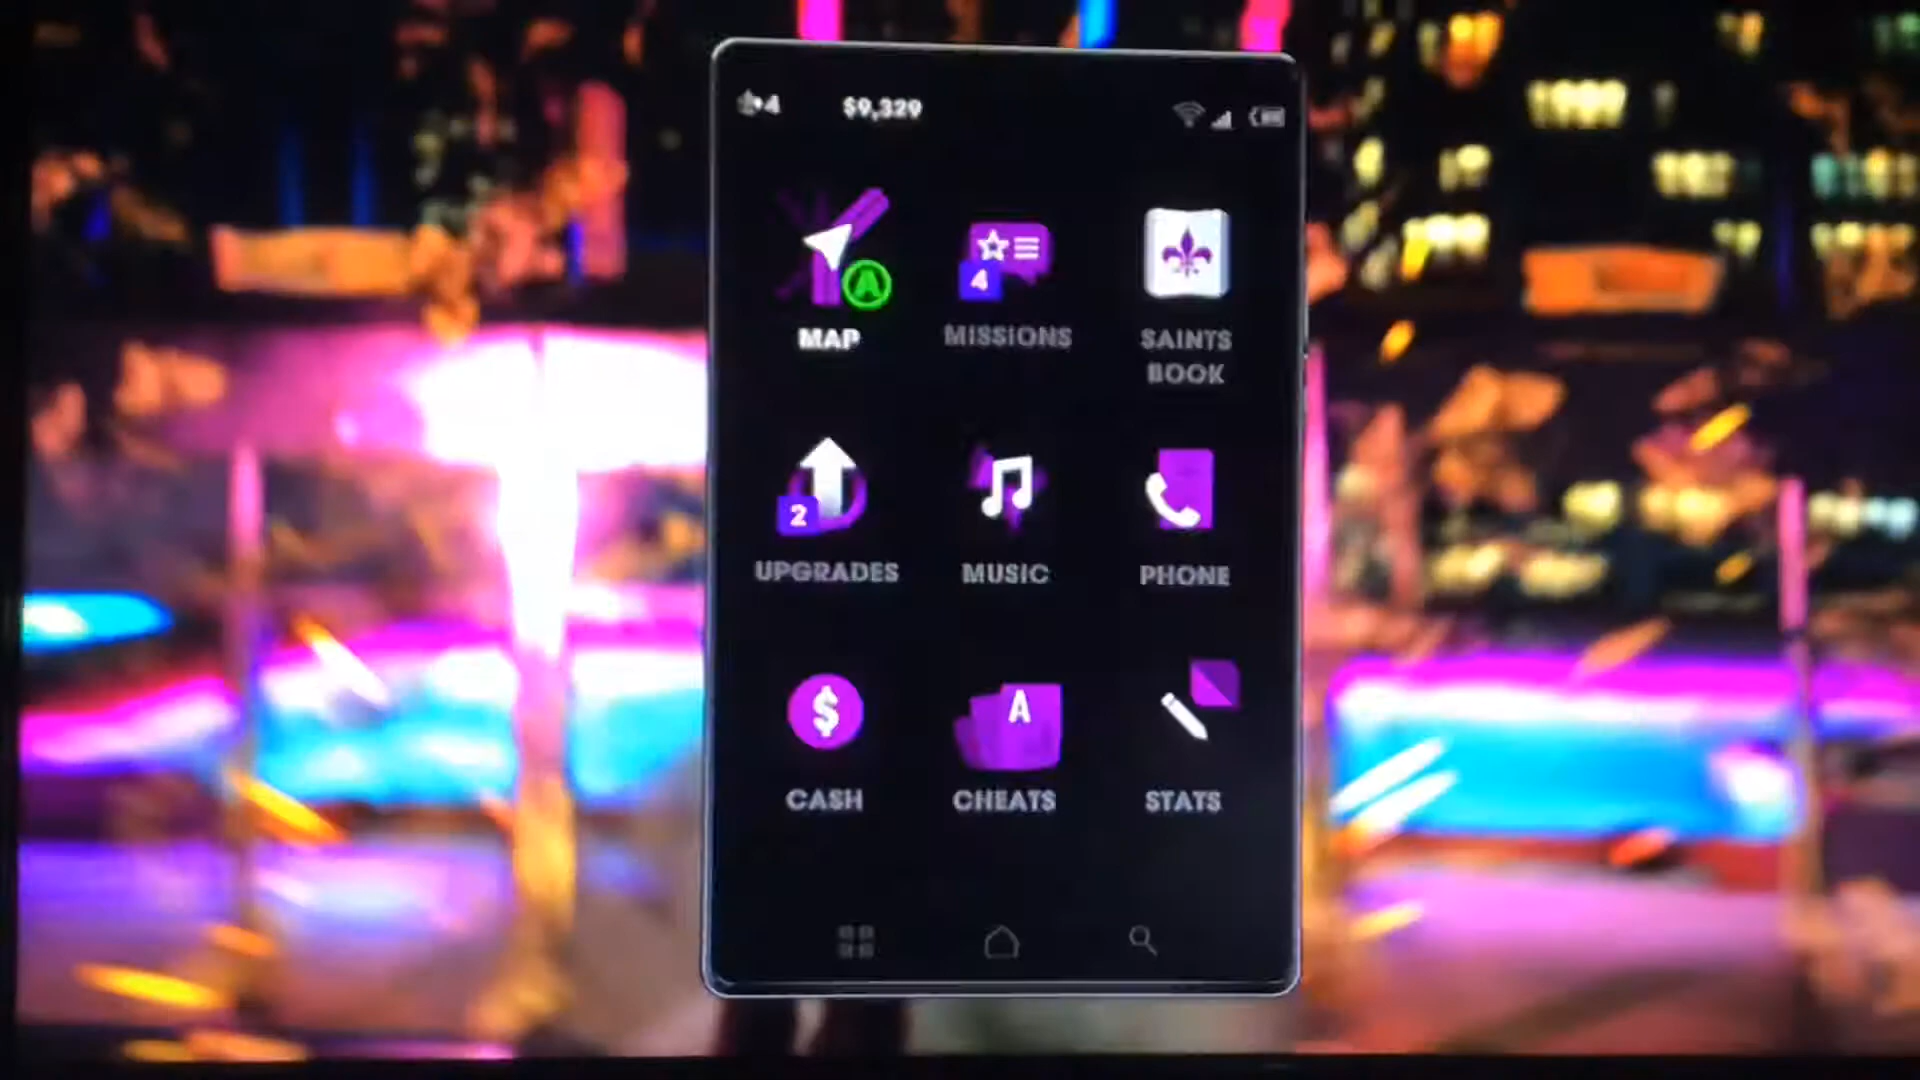 4 $9,329
A
4
MAP MISSIONS SAINTS
BOOK
2
UPGRADES MUSIC PHONE
$ A
CASH CHEATS STATS